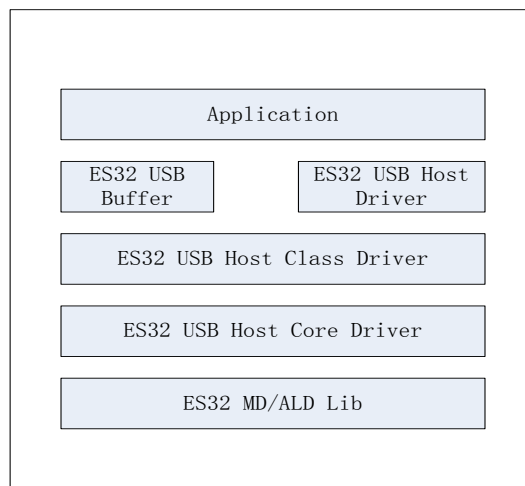 Application
ES32 USB
Buffer
ES32 USB Host
Driver
ES32 USB Host Class Driver
ES32 USB Host Core Driver
ES32 MD/ALD Lib